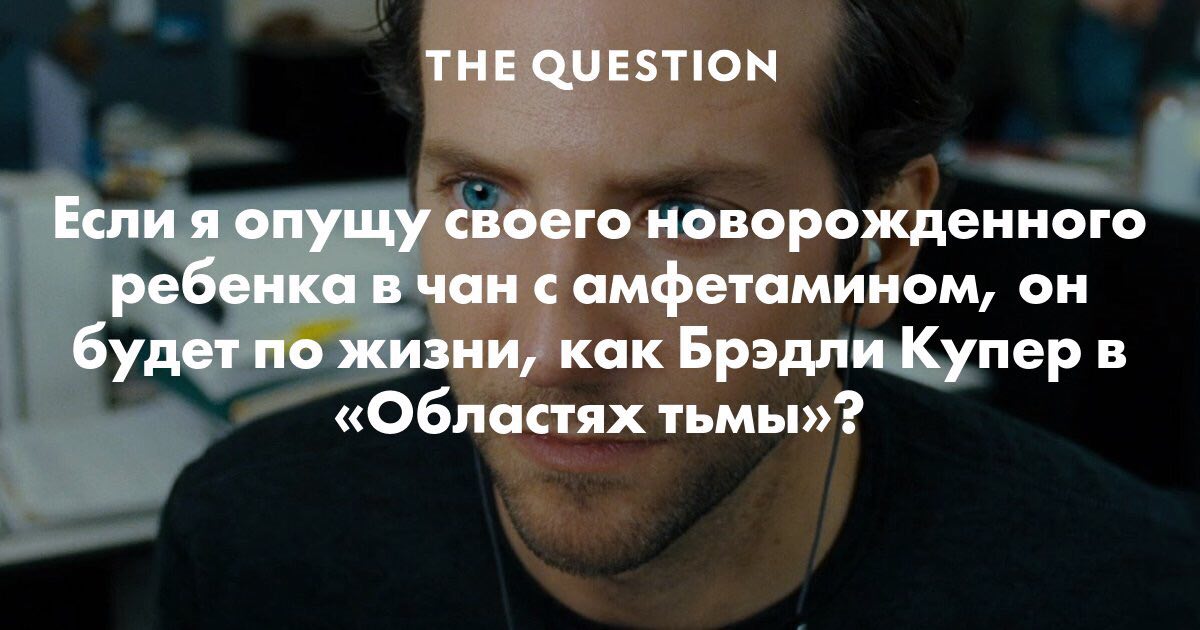 THE QUESTION
Если я опущу своего новорожденного
ребенка в чан с амфетамином, он
будет по жизни, как Брэдли Купер в
«Областях тьмы»?